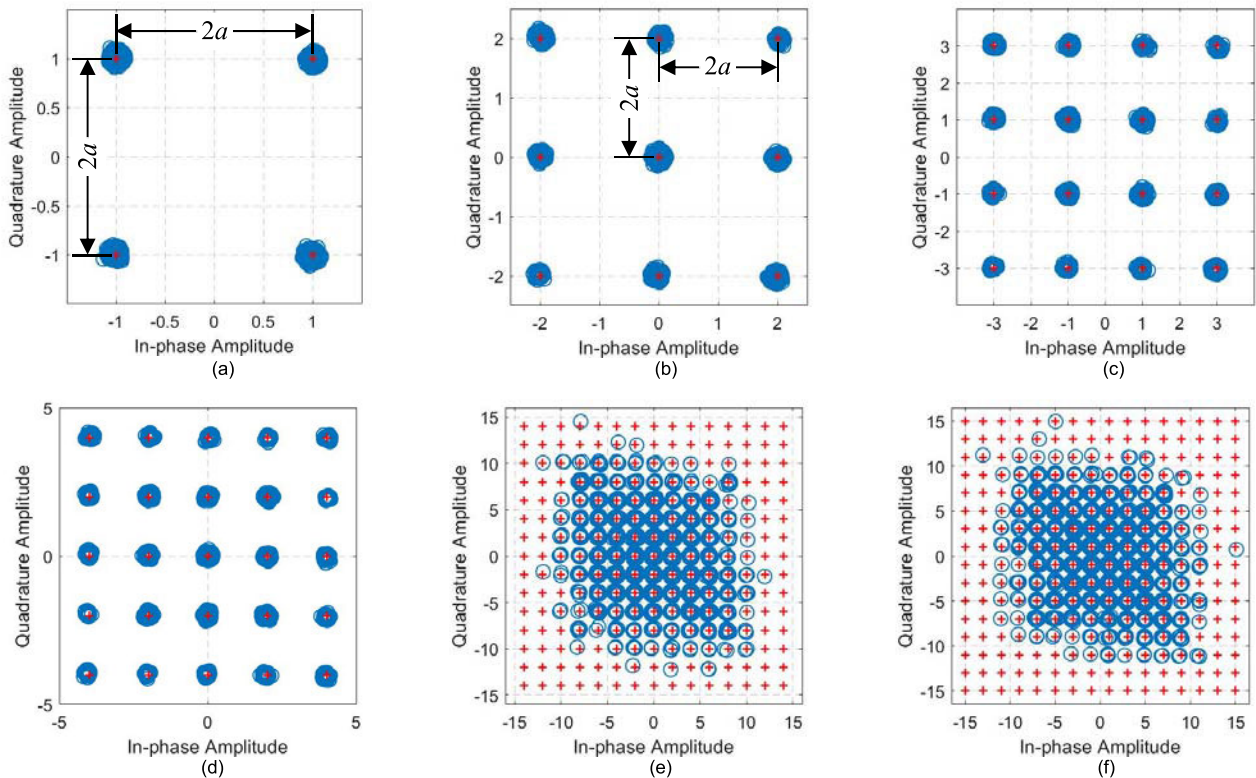 2a
1
0.5
0
-0.5
-1
2a
Quadrature Amplitude
-1 -0.5 0 0.5 1
In-phase Amplitude
(a)
2
1
0
-1
-2
2a
2a
Quadrature Amplitude
-2 -1 0 1 2
In-phase Amplitude
(b)
3
2
1
0
-1
-2
-3
Quadrature Amplitude
-3 -2 -1 0 1 2 3
In-phase Amplitude
(c)
5
0
-5
Quadrature Amplitude
-5 0 5
In-phase Amplitude
(d)
15
10
5
0
-5
-10
-15
Quadrature Amplitude
-15 -10 -5 0 5 10 15
In-phase Amplitude
(e)
15
10
5
0
-5
-10
-15
Quadrature Amplitude
-15 -10 -5 0 5 10 15
In-phase Amplitude
(f)